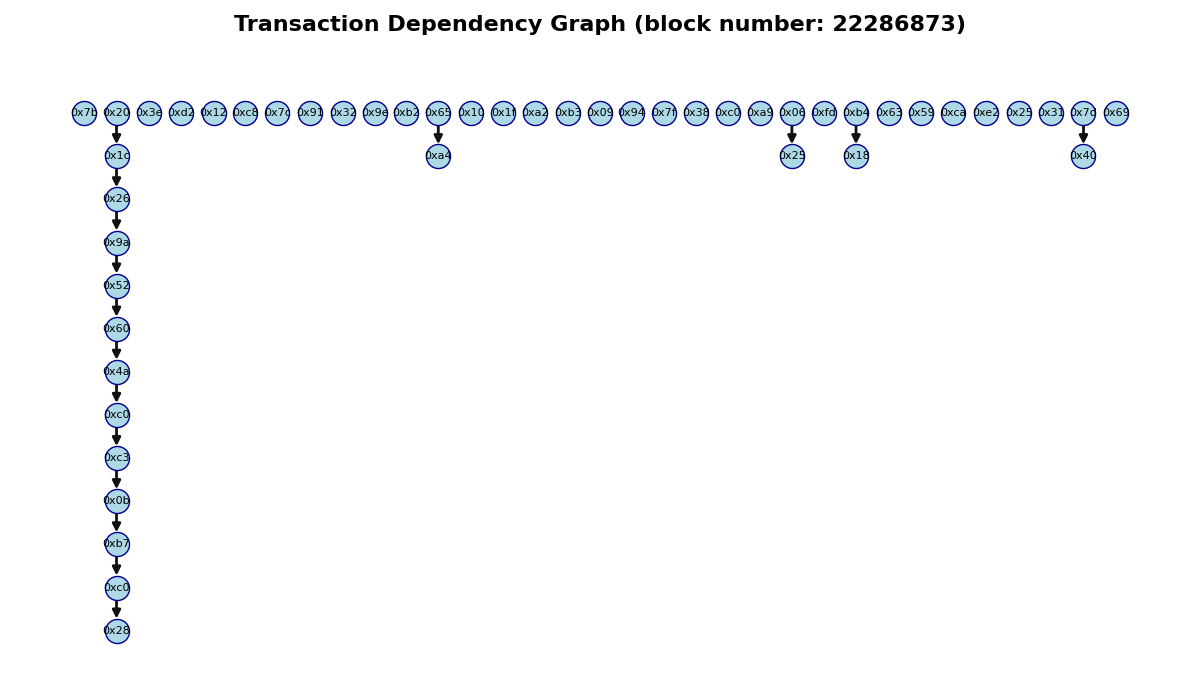 Transaction Dependency Graph (block number: 22286873)
0x7b 0x20 0x3e 0xd2 0x12 0xc8 0x7c 0x91 0x32 0x9e 0xb2 0x65 0x10 0x1f 0xa2 0xb3 0x09 0x94 0x7f 0x38 0xc0 0xa9 0x06 0xfd 0xb4 0x63 0x59 0xca 0xe2 0x25 0x31 0x7d 0x69
0x1c 0xa4 0x25 0x18 0x40
0x26
0x9a
0x52
0x60
0x4a
0xc0
0xc3
0x0b
0xb7
0xc0
0x28